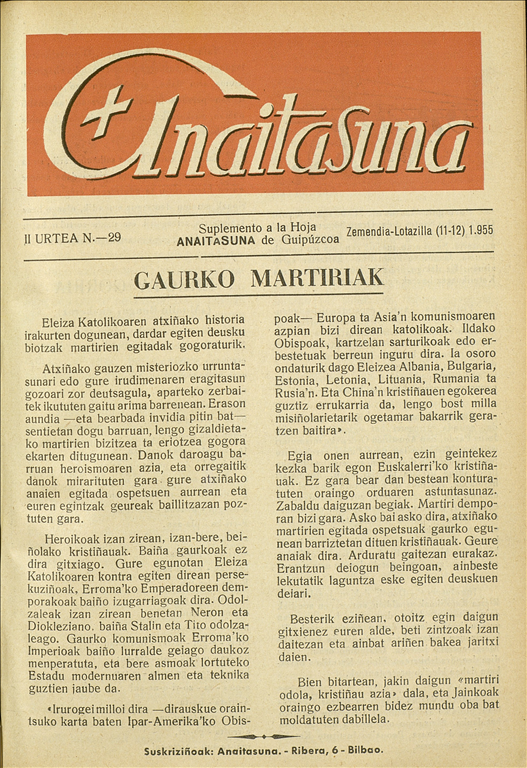 Anaitasuna
II URTEA N.—29
Suplemento a la Hoja
ANAITASUNA de Guipúzcoa
Zemendia-Lotazilla (11-12) 1.955
GAURKO MARTIRIAK
Eleiza Katolikoaren atxiñako historia
irakurten dogunean, dardar egiten deusku
biotzak martirien egitadak gogoraturik.
Atxiñako gauzen misteriozko urrunta-
sunari edo gure irudimenaren eragitasun
gozoari zor deutsagula, aparteko zerbai-
tek ikututen gaitu arima barrenean. Erason
aundia —eta bearbada invidia pitin bat—
sentietan dogu barruan, lengo gizaldieta-
ko martirien bizitzea ta eriotzea gogora
ekarten ditugunean. Danok daroagu ba-
rruan heroismoaren azia, eta orregaitik
danok mirarituten gara gure atxiñako
anaien egitada ospetsuen aurrean eta
euren egintzak geureak baillitzazan poz-
tuten gara.
Heroikoak izan zirean, izan-bere, bei-
ñolako kristiñauak. Baiña gaurkoak ez
dira gitxiago. Gure egunotan Eleiza
Katolikoaren kontra egiten direan perse-
kuziñoak, Erroma'ko Emperadoreen dem-
porakoak baiño izugarriagoak dira. Odol-
zaleak izan zirean benetan Neron eta
Diokleziano. baiña Stalin eta Tito odolza-
leago. Gaurko komunismoak Erroma'ko
Imperioak baiño lurralde geiago daukoz
menperatuta, eta bere asmoak lortuteko
Estadu modernuaren almen eta teknika
guztien jaube da.
«Irurogei milloi dira —dirauskue orain-
tsuko karta baten Ipar-Amerika'ko Obis-
poak— Europa ta Asia'n komunismoaren
azpian bizi direan katolikoak. Ildako
Obispoak, kartzelan sarturikoak edo er-
bestetuak berreun inguru dira. Ia osoro
ondaturik dago Eleizea Albania, Bulgaria,
Estonia, Letonia, Lituania, Rumania ta
Rusia'n. Eta China'n kristiñauen egokerea
guztiz errukarria da, lengo bost milla
misiñolarietarik ogetamar bakarrik gera-
tzen baitira».
Egia onen aurrean, ezin geintekez
kezka barik egon Euskalerri'ko kristiña-
uak. Ez gara bear dan bestean kontura-
tuten oraingo orduaren astuntasunaz.
Zabaldu daiguzan begiak. Martiri dempo-
ran bizi gara. Asko bai asko dira, atxiñako
martirien egitada ospetsuak gaurko egu-
nean barriztetan dituen kristiñauak. Geure
anaiak dira. Arduratu gaitezan eurakaz.
Erantzun deiogun beingoan, ainbeste
lekutatik laguntza eske egiten deuskuen
deiari.
Besterik eziñean, otoitz egin daigun
gitxienez euren alde, beti zintzoak izan
daitezan eta ainbat ariñen bakea jaritxi
daien.
Bien bitartean, jakin daigun «martiri
odola, kristiñau azia» dala, eta Jainkoak
oraingo ezbearren bidez mundu oba bat
moldatuten dabillela.
Suskriziñoak: Anaitasuna. - Ribera, 6 - Bilbao.